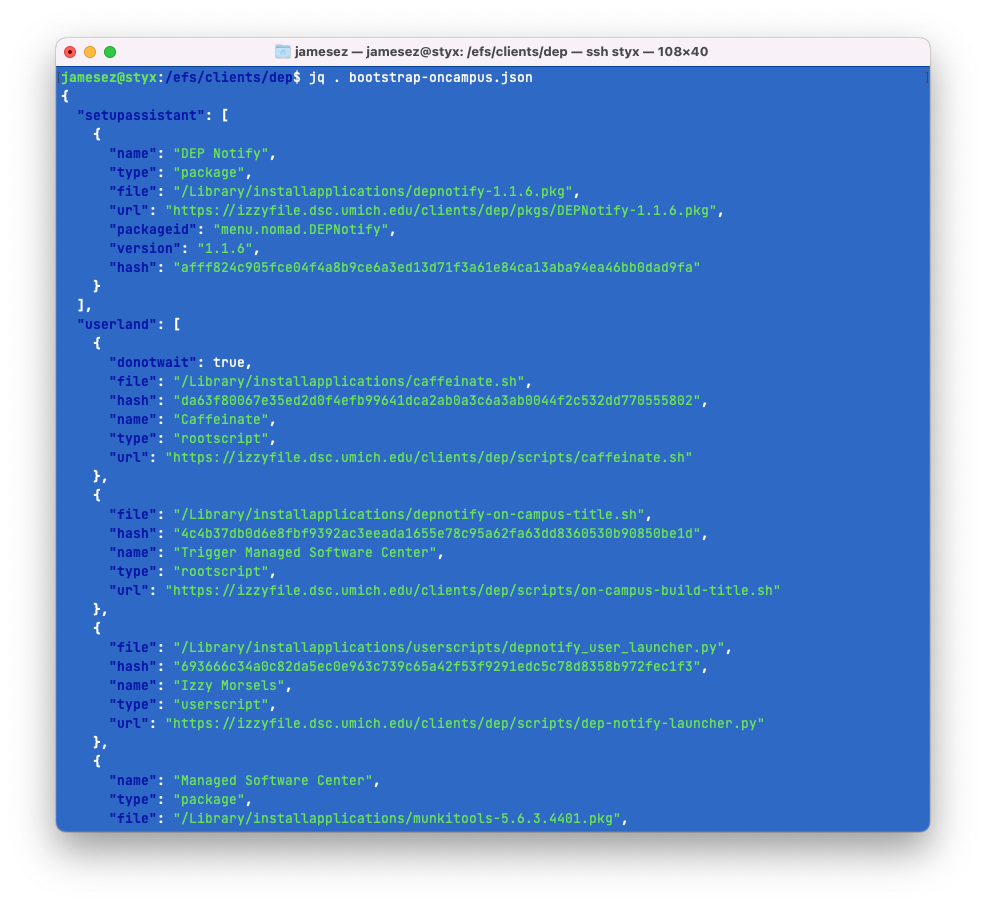 jamesez — jamesez@styx: /efs/clients/dep — ssh styx — 108×40
jamesez@styx:/efs/clients/dep$ jq . bootstrap-oncampus.json
{
  "setupassistant": [
    {
      "name": "DEP Notify",
      "type": "package",
      "file": "/Library/installapplications/depnotify-1.1.6.pkg",
      "url": "https://izzyfile.dsc.umich.edu/clients/dep/pkgs/DEPNotify-1.1.6.pkg",
      "packageid": "menu.nomad.DEPNotify",
      "version": "1.1.6",
      "hash": "afff824c905fce04f4a8b9ce6a3ed13d71f3a61e84ca13aba94ea46bb0dad9fa"
    }
  ],
  "userland": [
    {
      "donotwait": true,
      "file": "/Library/installapplications/caffeinate.sh",
      "hash": "da63f80067e35ed2d0f4efb99641dca2ab0a3c6a3ab0044f2c532dd770555802",
      "name": "Caffeinate",
      "type": "rootscript",
      "url": "https://izzyfile.dsc.umich.edu/clients/dep/scripts/caffeinate.sh"
    },
    {
      "file": "/Library/installapplications/depnotify-on-campus-title.sh",
      "hash": "4c4b37db0d6e8fbf9392ac3eeada1655e78c95a62fa63dd8360530b90850be1d",
      "name": "Trigger Managed Software Center",
      "type": "rootscript",
      "url": "https://izzyfile.dsc.umich.edu/clients/dep/scripts/on-campus-build-title.sh"
    },
    {
      "file": "/Library/installapplications/userscripts/depnotify_user_launcher.py",
      "hash": "693666c34a0c82da5ec0e963c739c65a42f53f9291edc5c78d8358b972fec1f3",
      "name": "Izzy Morsels",
      "type": "userscript",
      "url": "https://izzyfile.dsc.umich.edu/clients/dep/scripts/dep-notify-launcher.py"
    },
    {
      "name": "Managed Software Center",
      "type": "package",
      "file": "/Library/installapplications/munkitools-5.6.3.4401.pkg",